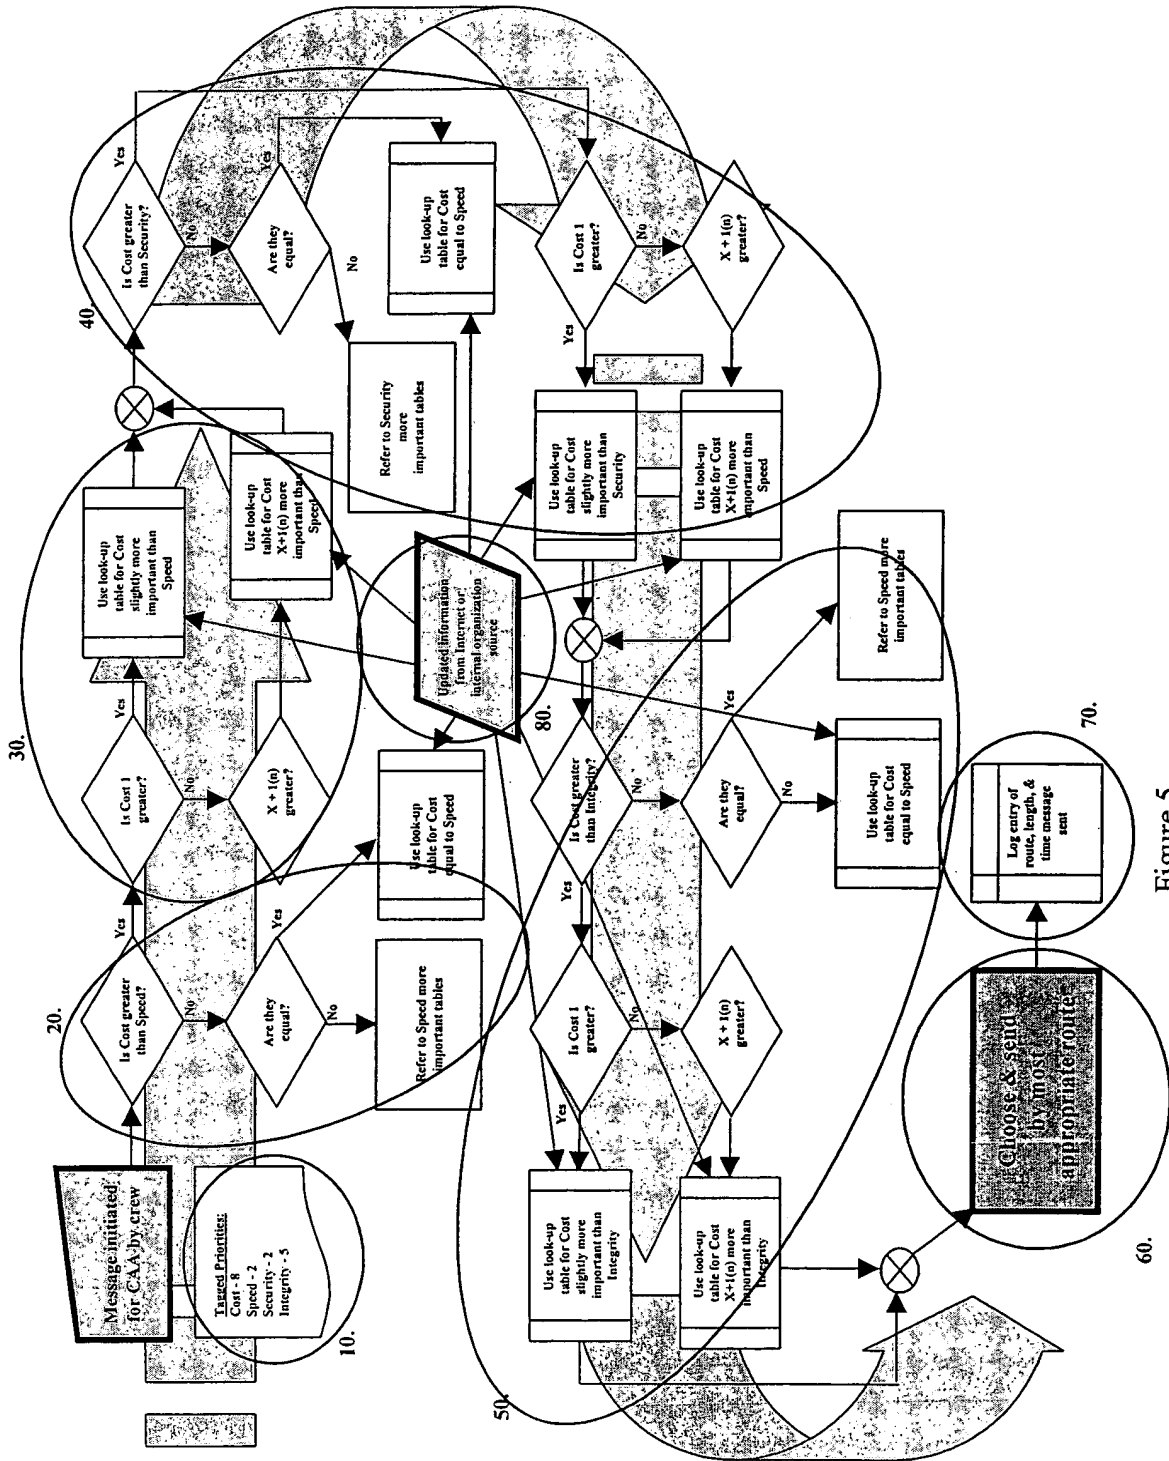 10.
Message initiated
for CAA by crew
Tagged Priorities:
Cost - 8
Speed - 2
Security - 2
Integrity - 5
20.
Is Cost greater
than Speed?
Yes
No
Are they
equal?
Yes
No
Refer to Speed more
important tables
Use look-up
table for Cost
equal to Speed
30.
Is Cost 1
greater?
Yes
No
X + 1(n)
greater?
Use look-up
table for Cost
slightly more
important than
Speed
Use look-up
table for Cost
X+1(n) more
important than
Speed
40.
Is Cost greater
than Security?
Yes
No
Are they
equal?
Yes
No
Refer to Security
more
important tables
Use look-up
table for Cost
equal to Speed
Is Cost 1
greater?
Yes
No
X + 1(n)
greater?
Use look-up
table for Cost
slightly more
important than
Security
Use look-up
table for Cost
X+1(n) more
important than
Speed
80.
Updated Information
from Internet or
internal organization
source
50.
Is Cost greater
than Integrity?
Yes
No
Are they
equal?
Yes
No
Refer to Speed more
important tables
Use look-up
table for Cost
equal to Speed
Is Cost 1
greater?
Yes
No
X + 1(n)
greater?
Use look-up
table for Cost
slightly more
important than
Integrity
Use look-up
table for Cost
X+1(n) more
important than
Integrity
60.
Choose & send
by most
appropriate router
70.
Log entry of
route, length, &
time message
sent
Figure 5